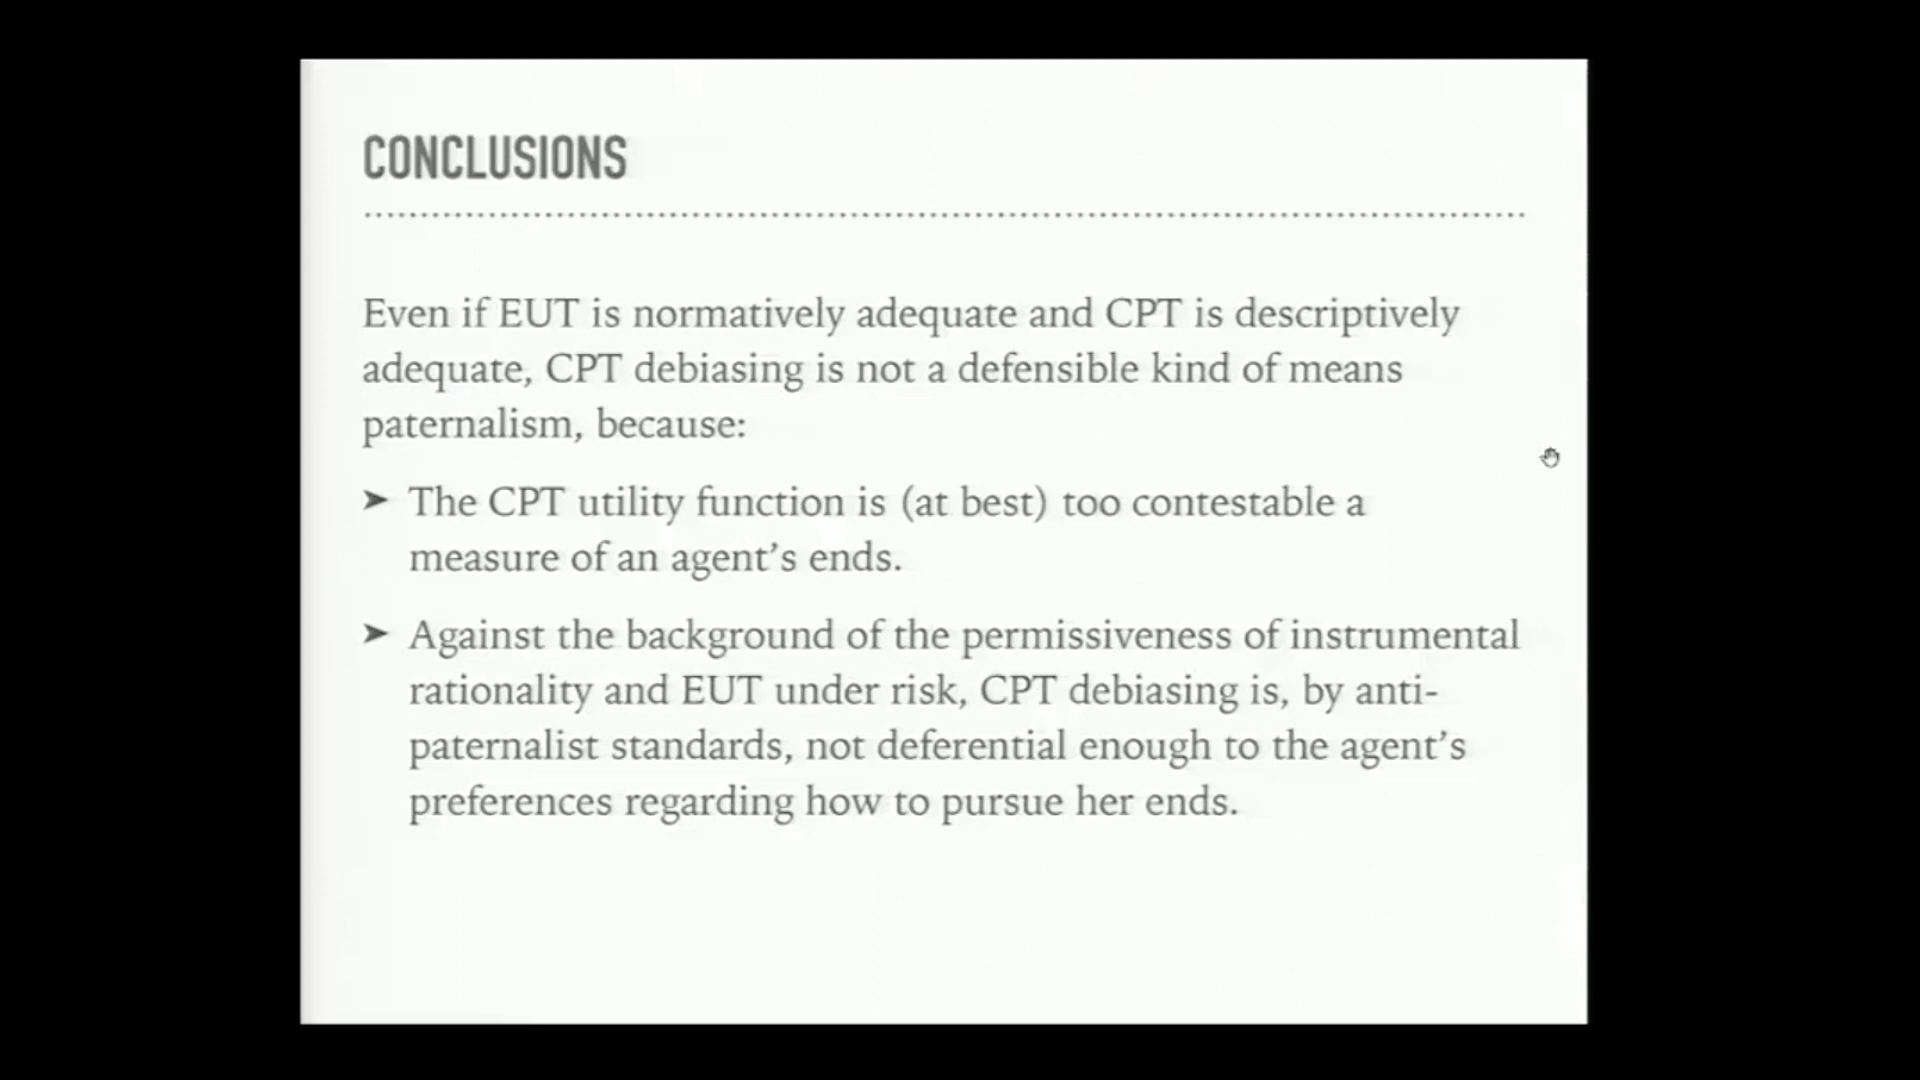 CONCLUSIONS
Even if EUT is normatively adequate and CPT is descriptively
adequate, CPT debiasing is not a defensible kind of means
paternalism, because:
➤ The CPT utility function is (at best) too contestable a
measure of an agent’s ends.
➤ Against the background of the permissiveness of instrumental
rationality and EUT under risk, CPT debiasing is, by anti-
paternalist standards, not deferential enough to the agent’s
preferences regarding how to pursue her ends.